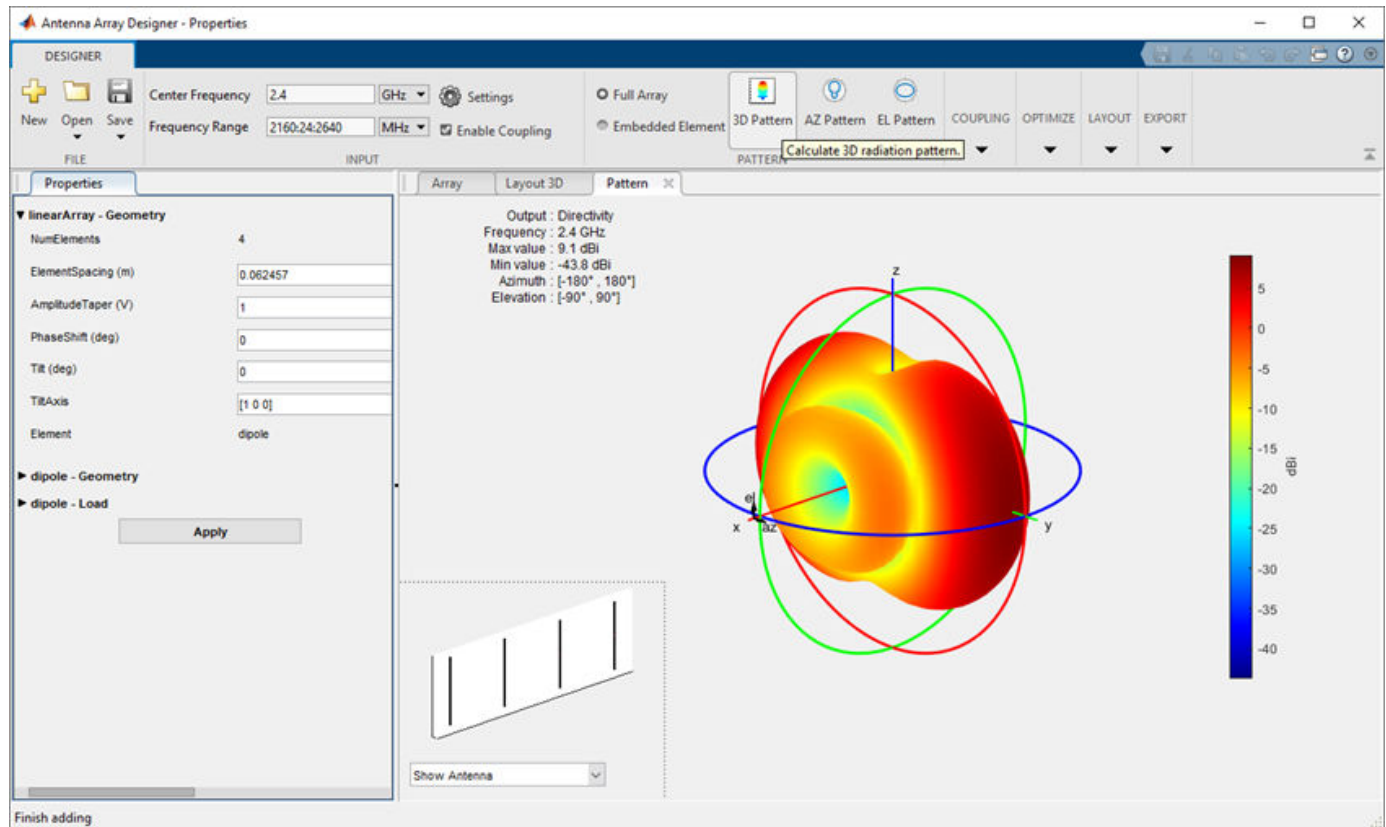 Antenna Array Designer - Properties
DESIGNER
New
Open
Save
FILE
Center Frequency 2.4 GHz
Frequency Range 2160:24:2640 MHz
Settings
Enable Coupling
INPUT
Full Array
Embedded Element
3D Pattern
AZ Pattern
EL Pattern
PATTERN
Calculate 3D radiation pattern.
COUPLING
OPTIMIZE
LAYOUT
EXPORT
Properties
linearArray - Geometry
NumElements 4
ElementSpacing (m) 0.062457
AmplitudeTaper (V) 1
PhaseShift (deg) 0
Tilt (deg) 0
TiltAxis [1 0 0]
Element dipole
dipole - Geometry
dipole - Load
Apply
Array
Layout 3D
Pattern
Output : Directivity
Frequency : 2.4 GHz
Max value : 9.1 dBi
Min value : -43.8 dBi
Azimuth : [-180° , 180°]
Elevation : [-90° , 90°]
z
el
x
az
y
5
0
-5
-10
-15
-20
-25
-30
-35
-40
dBi
Show Antenna
Finish adding